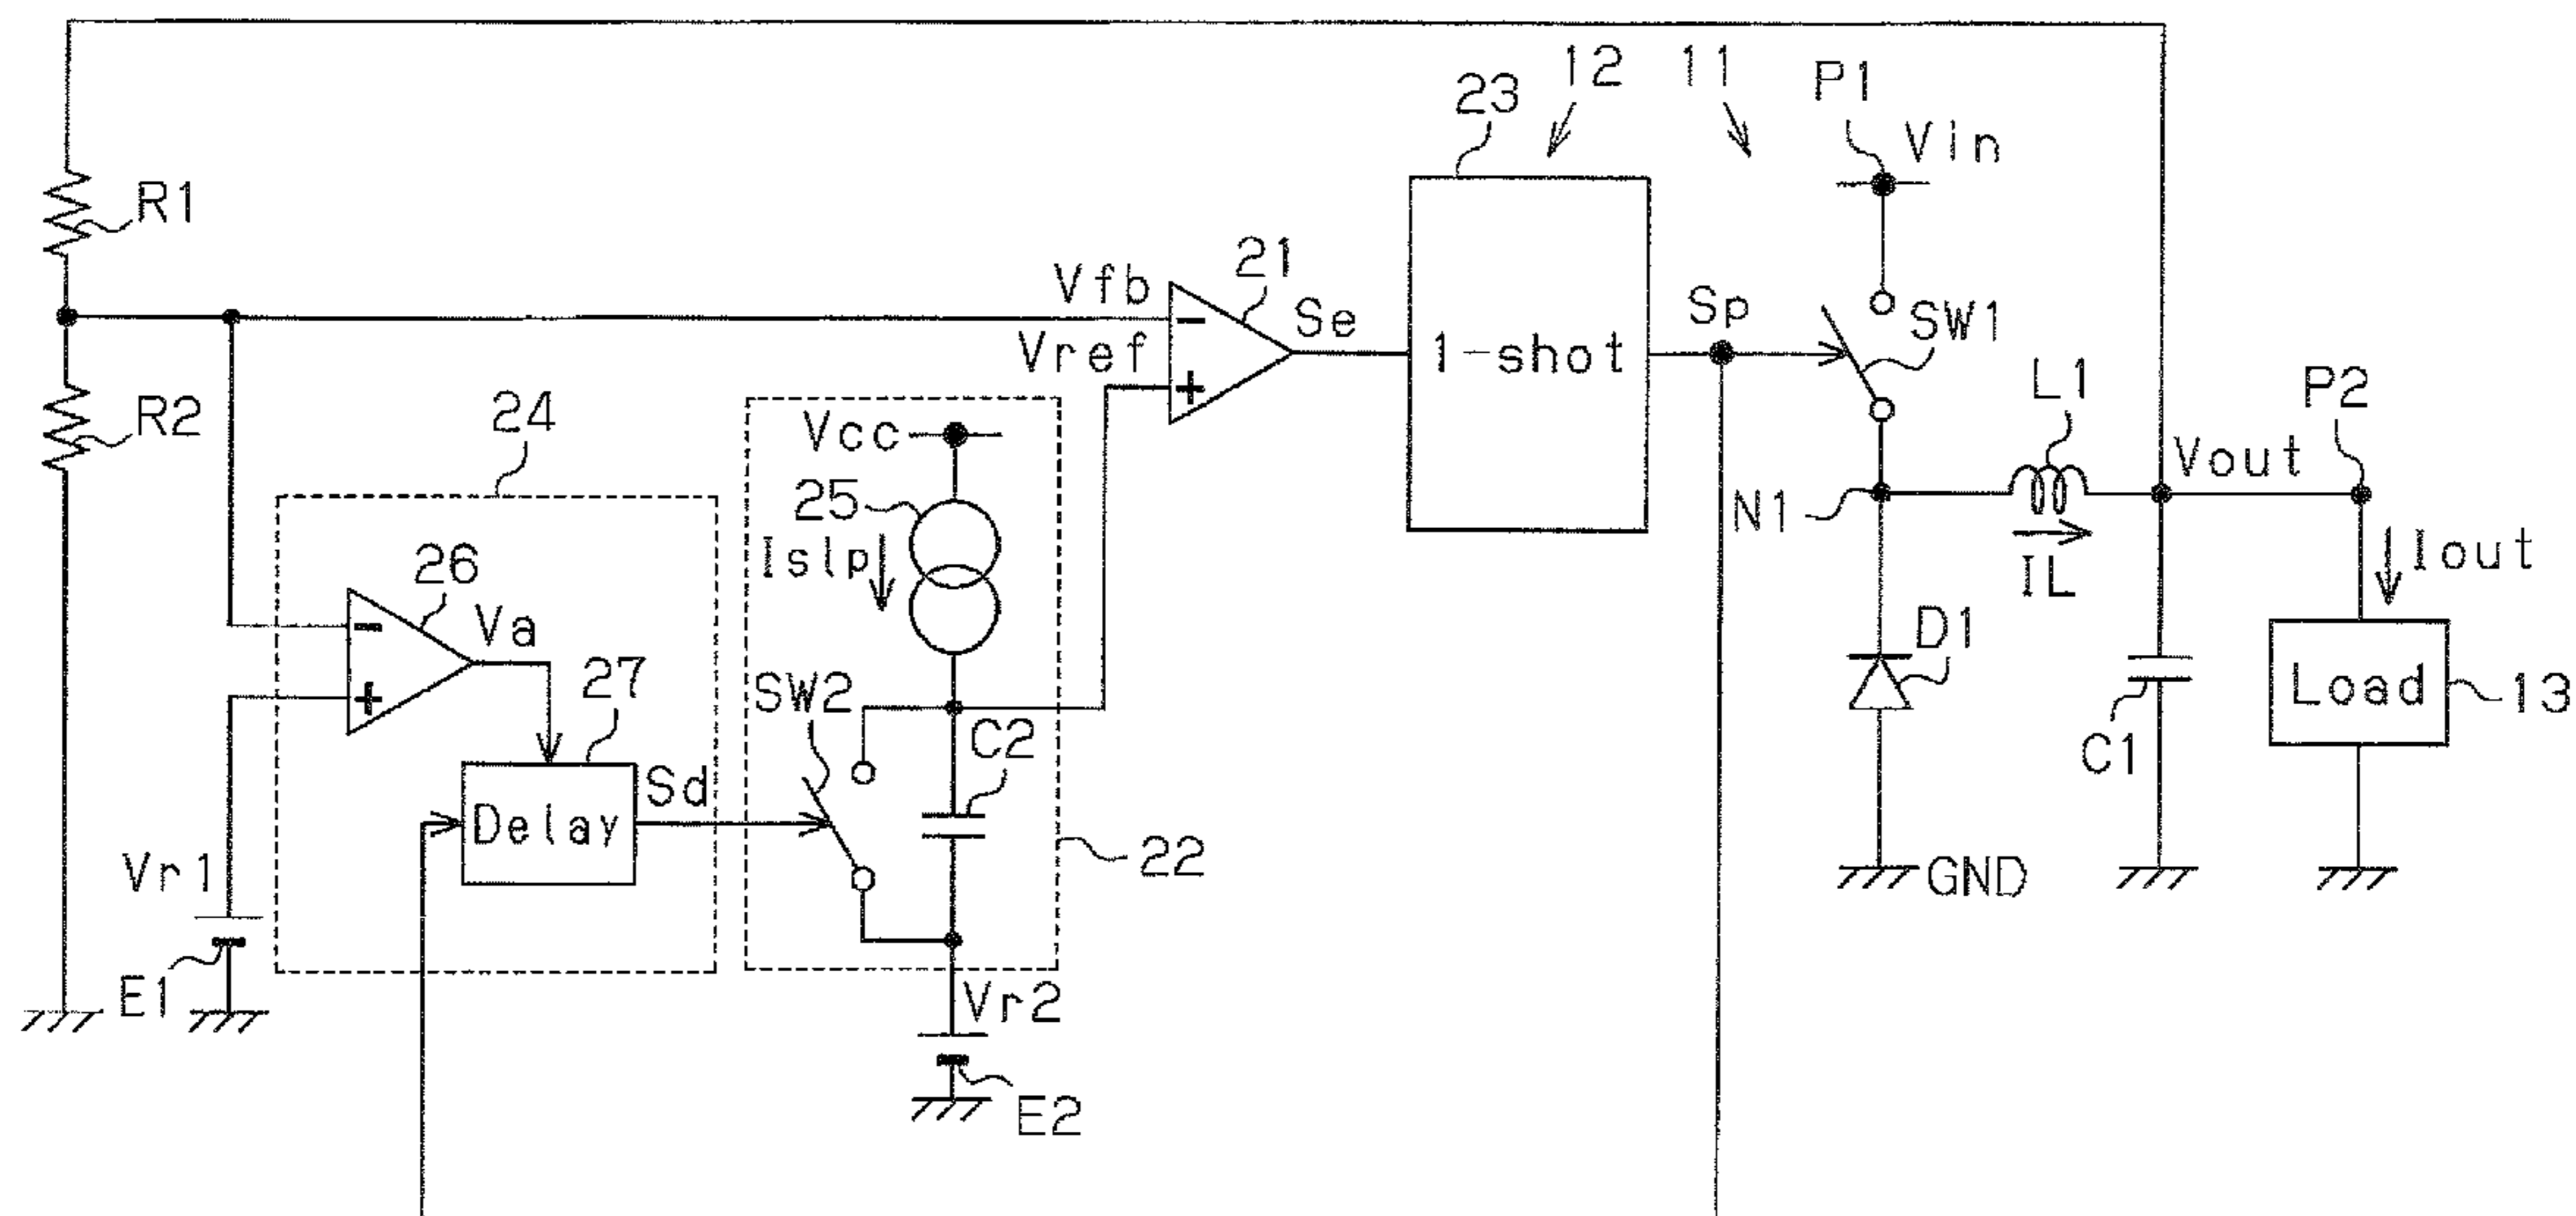 12
11
P1
23
Vin
R1
Vfb
21
Se
1-shot
Sp
SW1
Vref
R2
24
Vcc
L1
P2
Vout
25
N1
Islp
IL
Iout
26
Va
27
SW2
C2
D1
C1
Load
13
Delay
Sd
22
Vr1
GND
E1
Vr2
E2